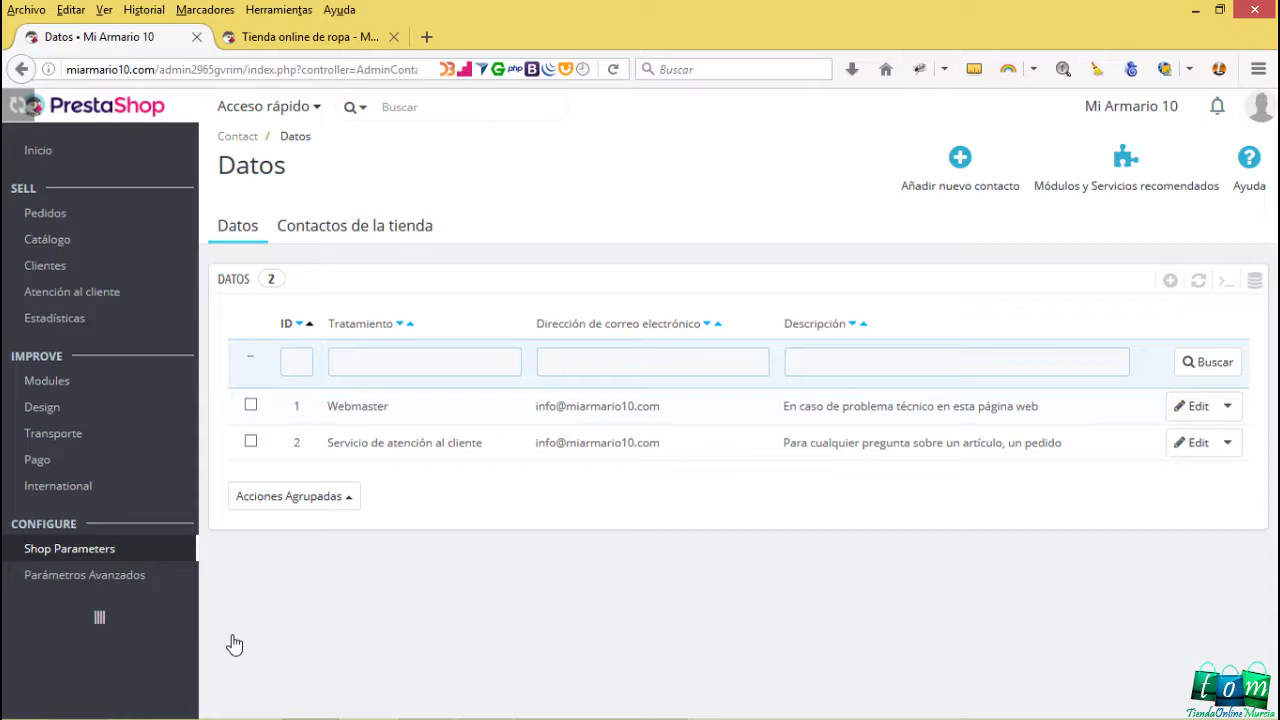 Archivo Editar Ver Historial Marcadores Herramientas Ayuda
Datos • Mi Armario 10 Tienda online de ropa - M...
miarmario10.com/admin2965gvrim/index.php?controller=AdminConta php B Buscar
PrestaShop Acceso rápido Buscar Mi Armario 10
Contact / Datos
Datos
Añadir nuevo contacto Módulos y Servicios recomendados Ayuda
Datos Contactos de la tienda
Inicio
SELL
Pedidos
Catálogo
Clientes
Atención al cliente
Estadísticas
IMPROVE
Modules
Design
Transporte
Pago
International
CONFIGURE
Shop Parameters
Parámetros Avanzados
DATOS 2
ID Tratamiento Dirección de correo electrónico Descripción
-- Buscar
1 Webmaster info@miarmario10.com En caso de problema técnico en esta página web Edit
2 Servicio de atención al cliente info@miarmario10.com Para cualquier pregunta sobre un artículo, un pedido Edit
Acciones Agrupadas
tom
TiendaOnlineMurcia